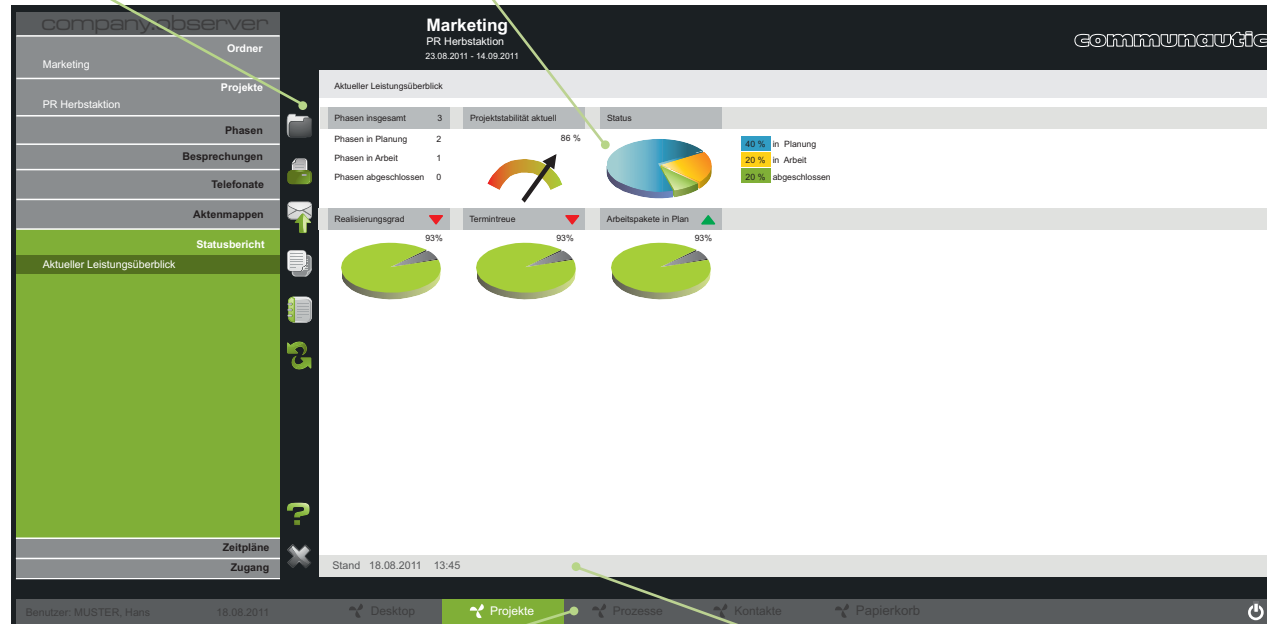 company.observer
Ordner
Marketing
Projekte
PR Herbstaktion
Phasen
Besprechungen
Telefonate
Aktenmappen
Statusbericht
Aktueller Leistungsüberblick
Zeitpläne
Zugang
Marketing
PR Herbstaktion
23.08.2011 - 14.09.2011
communautic
Aktueller Leistungsüberblick
Phasen insgesamt 3 Projektstabilität aktuell Status
Phasen in Planung 2 86 % 40 % in Planung
Phasen in Arbeit 1 20 % in Arbeit
Phasen abgeschlossen 0 20 % abgeschlossen
Realisierungsgrad Termintreue Arbeitspakete in Plan
93% 93% 93%
Stand 18.08.2011 13:45
Benutzer: MUSTER, Hans 18.08.2011 Desktop Projekte Prozesse Kontakte Papierkorb